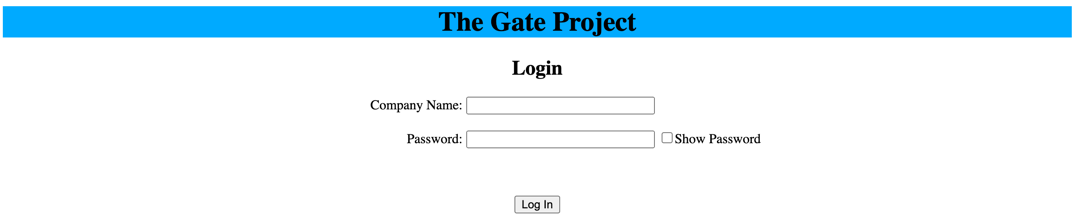 The Gate Project
Login
Company Name:
Password: Show Password
Log In